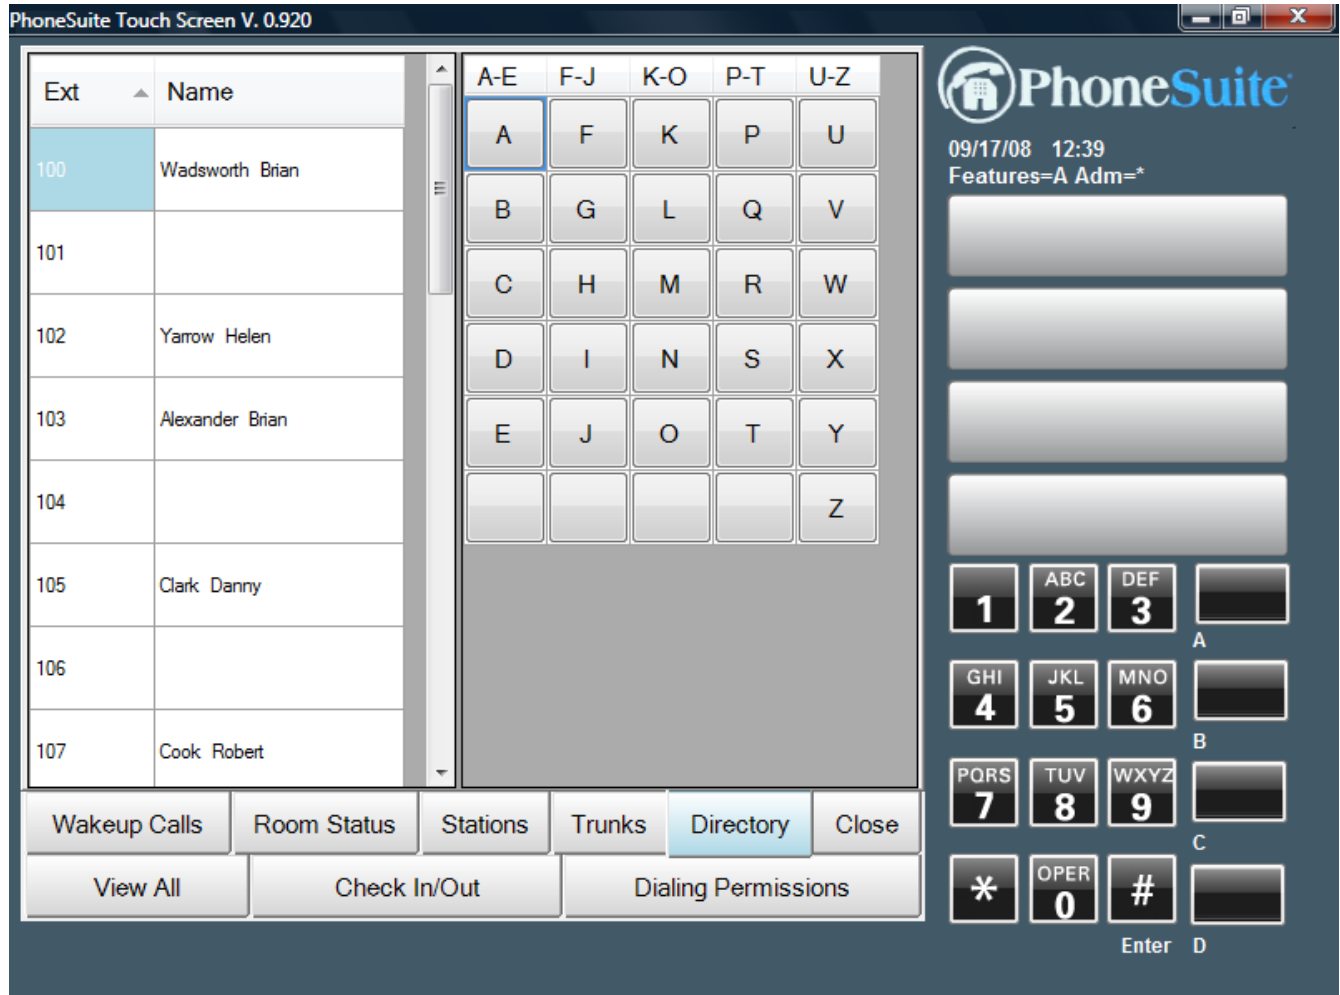 PhoneSuite Touch Screen V. 0.920
Ext Name
100 Wadsworth Brian
101
102 Yarrow Helen
103 Alexander Brian
104
105 Clark Danny
106
107 Cook Robert
A-E F-J K-O P-T U-Z
A F K P U
B G L Q V
C H M R W
D I N S X
E J O T Y
Z
Wakeup Calls Room Status Stations Trunks Directory Close
View All Check In/Out Dialing Permissions
PhoneSuite
09/17/08 12:39
Features=A Adm=*
1 ABC 2 DEF 3
A
GHI 4 JKL 5 MNO 6
B
PQRS 7 TUV 8 WXYZ 9
C
* OPER 0 #
Enter D